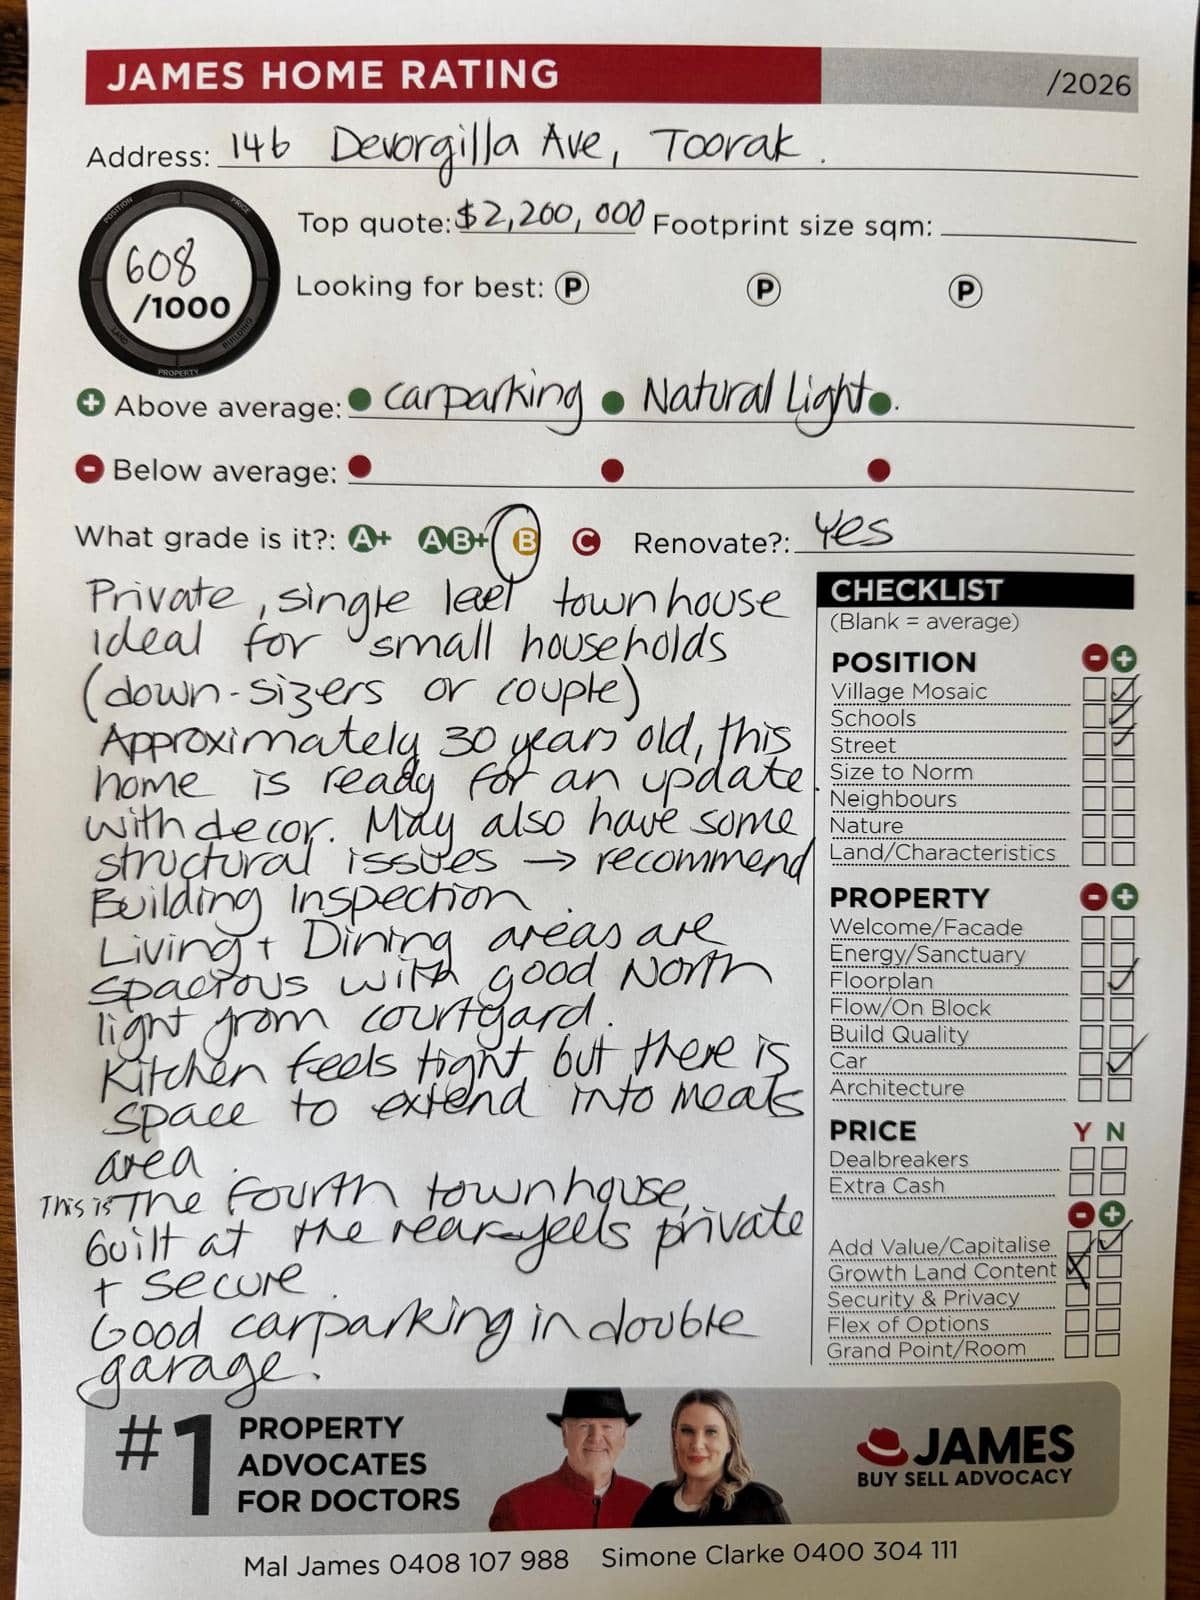 JAMES HOME RATING
/2026
Address: 146 Devorgilla Ave, Toorak.
POSITION
PRICE
608
/1000
LAND
BUILDING
PROPERTY
Top quote: $2,200,000 Footprint size sqm:
Looking for best: P P P
+ Above average: • carparking • Natural Light •.
- Below average: • • •
What grade is it?: A+ AB+ B C Renovate?: Yes
Private, single level townhouse
ideal for small households
(down-sizers or couple)
Approximately 30 years old, this
home is ready for an update.
with decor. May also have some
structural issues → recommend
Building Inspection.
Living + Dining areas are
spacious with good North
light from courtyard.
Kitchen feels tight but there is
space to extend into meals
area.
This is The fourth townhouse,
built at the rear-feels private
+ secure.
Good carparking in double
garage.
CHECKLIST
(Blank = average)
POSITION - +
Village Mosaic ✓
Schools ✓
Street ✓
Size to Norm
Neighbours
Nature
Land/Characteristics
PROPERTY - +
Welcome/Facade
Energy/Sanctuary
Floorplan ✓
Flow/On Block
Build Quality
Car ✓
Architecture
PRICE Y N
Dealbreakers
Extra Cash
- +
Add Value/Capitalise ✓
Growth Land Content X
Security & Privacy
Flex of Options
Grand Point/Room
#1 PROPERTY
ADVOCATES
FOR DOCTORS
JAMES
BUY SELL ADVOCACY
Mal James 0408 107 988 Simone Clarke 0400 304 111